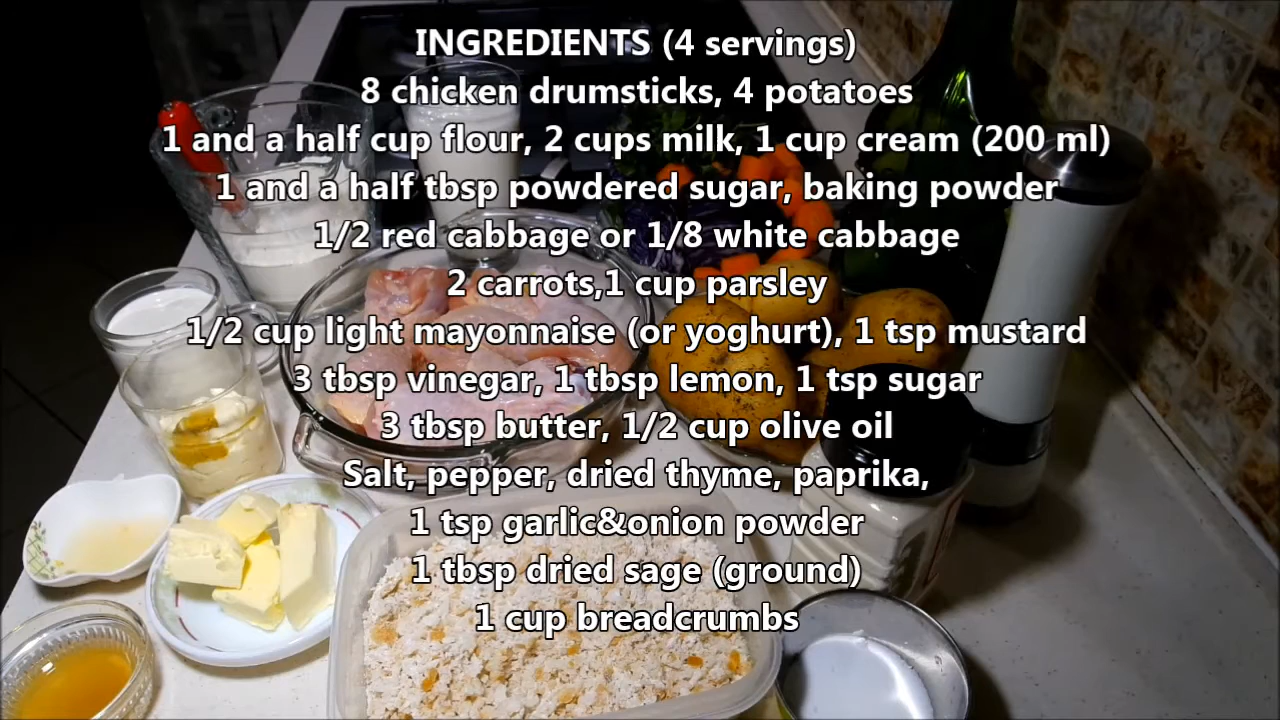 INGREDIENTS (4 servings)
8 chicken drumsticks, 4 potatoes
1 and a half cup flour, 2 cups milk, 1 cup cream (200 ml)
1 and a half tbsp powdered sugar, baking powder
1/2 red cabbage or 1/8 white cabbage
2 carrots,1 cup parsley
1/2 cup light mayonnaise (or yoghurt), 1 tsp mustard
3 tbsp vinegar, 1 tbsp lemon, 1 tsp sugar
3 tbsp butter, 1/2 cup olive oil
Salt, pepper, dried thyme, paprika,
1 tsp garlic&onion powder
1 tbsp dried sage (ground)
1 cup breadcrumbs